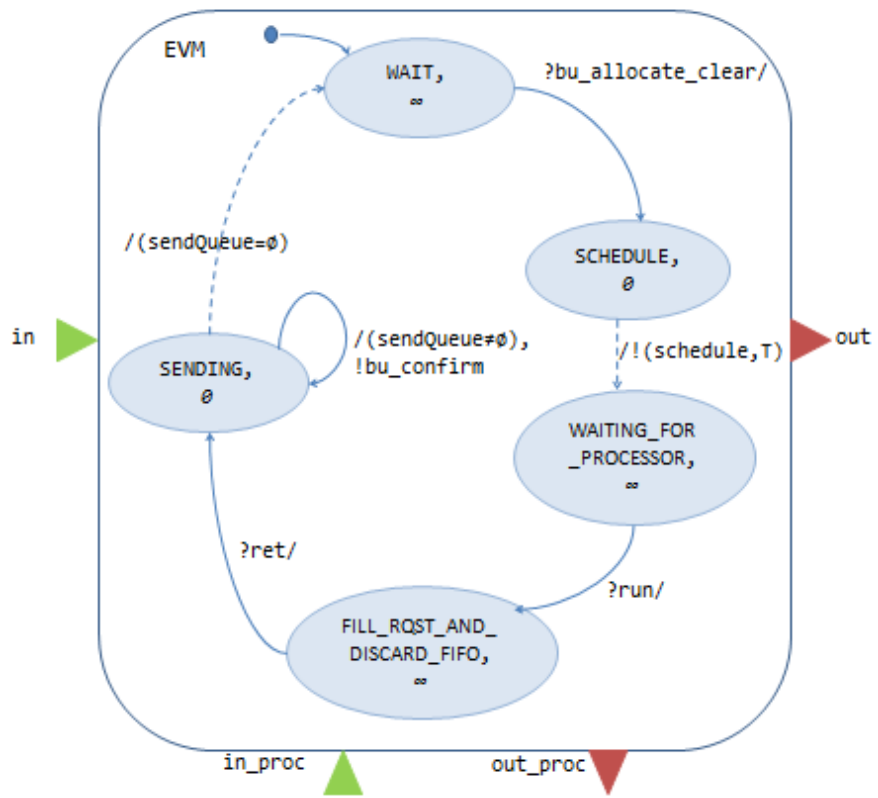 EVM
WAIT,
∞
?bu_allocate_clear/
/(sendQueue=ø)
SCHEDULE,
0
in
/(sendQueue≠ø),
!bu_confirm
/!(schedule,T)
out
SENDING,
0
WAITING_FOR
_PROCESSOR,
∞
?ret/
?run/
FILL_RQST_AND_
DISCARD_FIFO,
∞
in_proc
out_proc